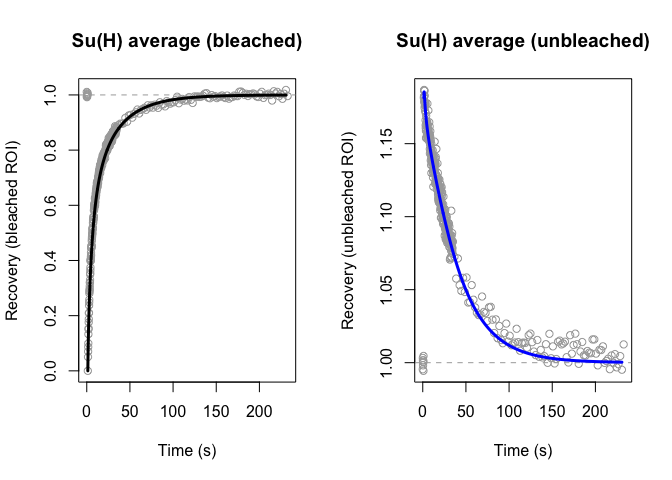 Su(H) average (bleached)
Recovery (bleached ROI)
1.0
0.8
0.6
0.4
0.2
0.0
0 50 100 150 200
Time (s)
Su(H) average (unbleached)
Recovery (unbleached ROI)
1.15
1.10
1.05
1.00
0 50 100 150 200
Time (s)